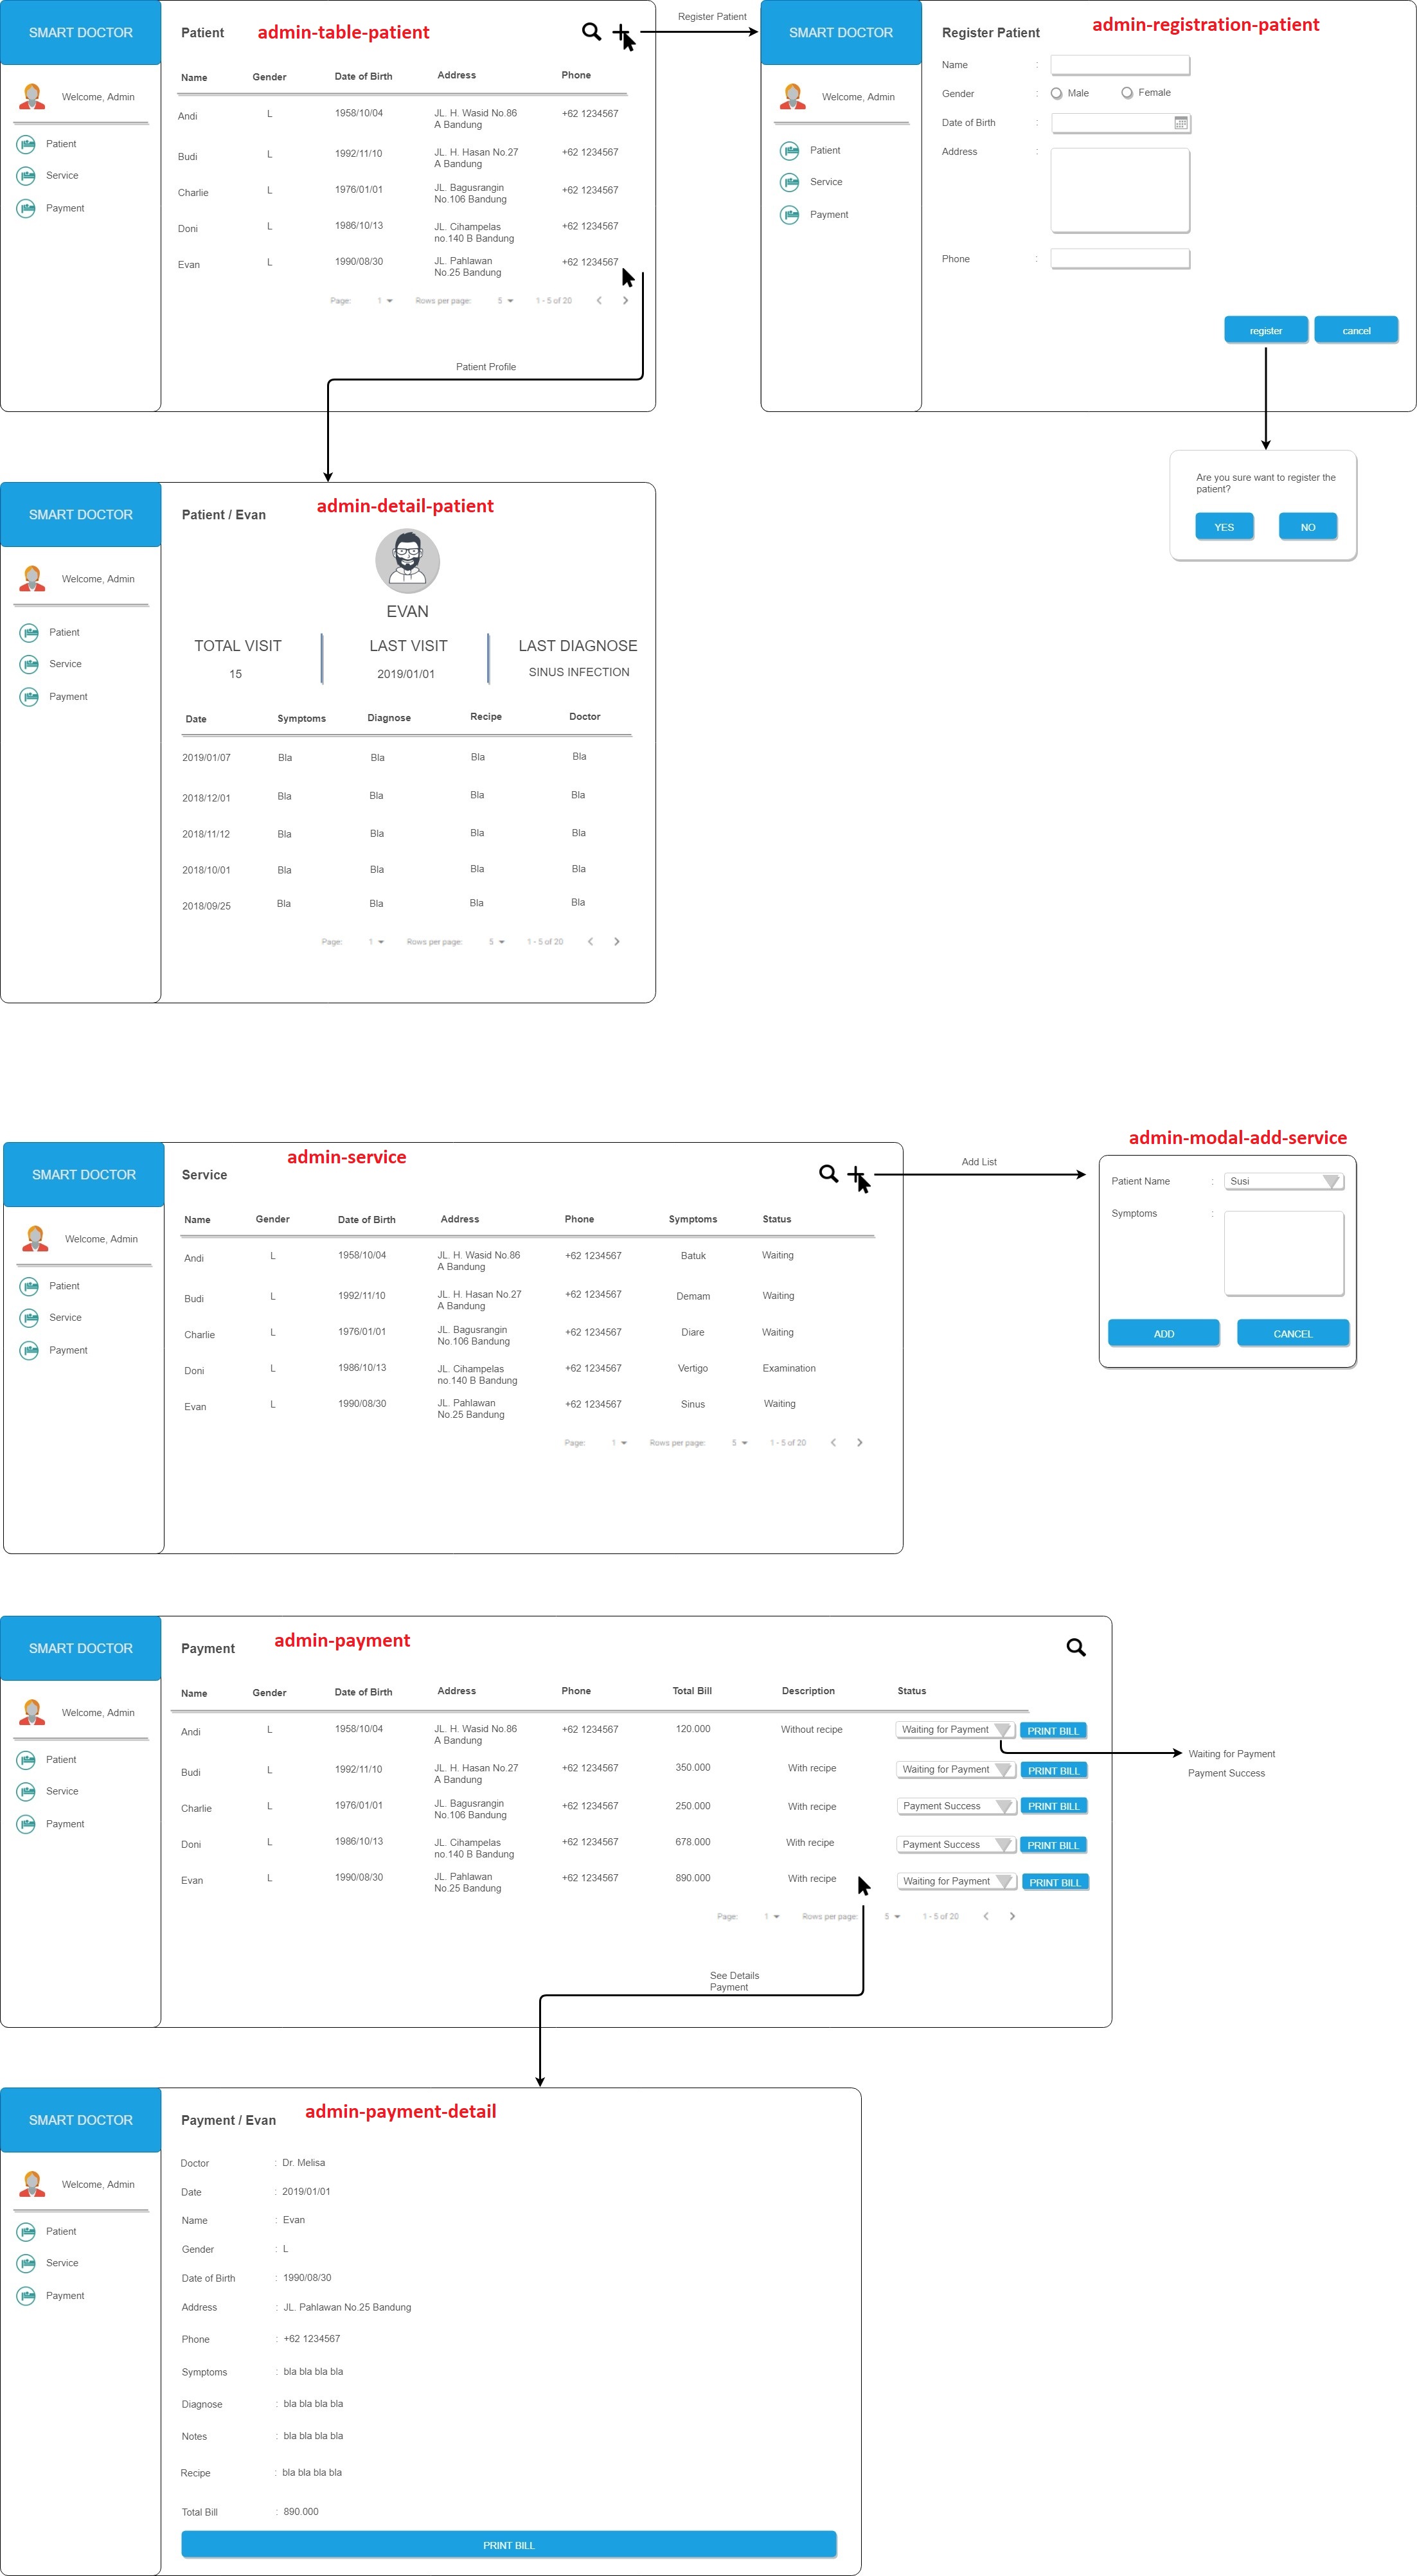 SMART DOCTOR
Patient
admin-table-patient
Welcome, Admin
Patient
Service
Payment
Name Gender Date of Birth Address Phone
Andi L 1958/10/04 JL. H. Wasid No.86 +62 1234567
A Bandung
Budi L 1992/11/10 JL. H. Hasan No.27 +62 1234567
A Bandung
Charlie L 1976/01/01 JL. Bagusrangin +62 1234567
No.106 Bandung
Doni L 1986/10/13 JL. Cihampelas +62 1234567
no.140 B Bandung
Evan L 1990/08/30 JL. Pahlawan +62 1234567
No.25 Bandung
Page: 1 Rows per page: 5 1 - 5 of 20
Register Patient
Patient Profile
SMART DOCTOR
Register Patient
admin-registration-patient
Welcome, Admin
Patient
Service
Payment
Name :
Gender : Male Female
Date of Birth :
Address :
Phone :
register cancel
Are you sure want to register the
patient?
YES NO
SMART DOCTOR
Patient / Evan
admin-detail-patient
Welcome, Admin
Patient
Service
Payment
EVAN
TOTAL VISIT LAST VISIT LAST DIAGNOSE
15 2019/01/01 SINUS INFECTION
Date Symptoms Diagnose Recipe Doctor
2019/01/07 Bla Bla Bla Bla
2018/12/01 Bla Bla Bla Bla
2018/11/12 Bla Bla Bla Bla
2018/10/01 Bla Bla Bla Bla
2018/09/25 Bla Bla Bla Bla
Page: 1 Rows per page: 5 1 - 5 of 20
SMART DOCTOR
Service
admin-service
Welcome, Admin
Patient
Service
Payment
Name Gender Date of Birth Address Phone Symptoms Status
Andi L 1958/10/04 JL. H. Wasid No.86 +62 1234567 Batuk Waiting
A Bandung
Budi L 1992/11/10 JL. H. Hasan No.27 +62 1234567 Demam Waiting
A Bandung
Charlie L 1976/01/01 JL. Bagusrangin +62 1234567 Diare Waiting
No.106 Bandung
Doni L 1986/10/13 JL. Cihampelas +62 1234567 Vertigo Examination
no.140 B Bandung
Evan L 1990/08/30 JL. Pahlawan +62 1234567 Sinus Waiting
No.25 Bandung
Page: 1 Rows per page: 5 1 - 5 of 20
Add List
admin-modal-add-service
Patient Name : Susi
Symptoms :
ADD CANCEL
SMART DOCTOR
Payment
admin-payment
Welcome, Admin
Patient
Service
Payment
Name Gender Date of Birth Address Phone Total Bill Description Status
Andi L 1958/10/04 JL. H. Wasid No.86 +62 1234567 120.000 Without recipe Waiting for Payment PRINT BILL
A Bandung
Budi L 1992/11/10 JL. H. Hasan No.27 +62 1234567 350.000 With recipe Waiting for Payment PRINT BILL
A Bandung
Charlie L 1976/01/01 JL. Bagusrangin +62 1234567 250.000 With recipe Payment Success PRINT BILL
No.106 Bandung
Doni L 1986/10/13 JL. Cihampelas +62 1234567 678.000 With recipe Payment Success PRINT BILL
no.140 B Bandung
Evan L 1990/08/30 JL. Pahlawan +62 1234567 890.000 With recipe Waiting for Payment PRINT BILL
No.25 Bandung
Page: 1 Rows per page: 5 1 - 5 of 20
Waiting for Payment
Payment Success
See Details
Payment
SMART DOCTOR
Payment / Evan
admin-payment-detail
Welcome, Admin
Patient
Service
Payment
Doctor : Dr. Melisa
Date : 2019/01/01
Name : Evan
Gender : L
Date of Birth : 1990/08/30
Address : JL. Pahlawan No.25 Bandung
Phone : +62 1234567
Symptoms : bla bla bla bla
Diagnose : bla bla bla bla
Notes : bla bla bla bla
Recipe : bla bla bla bla
Total Bill : 890.000
PRINT BILL